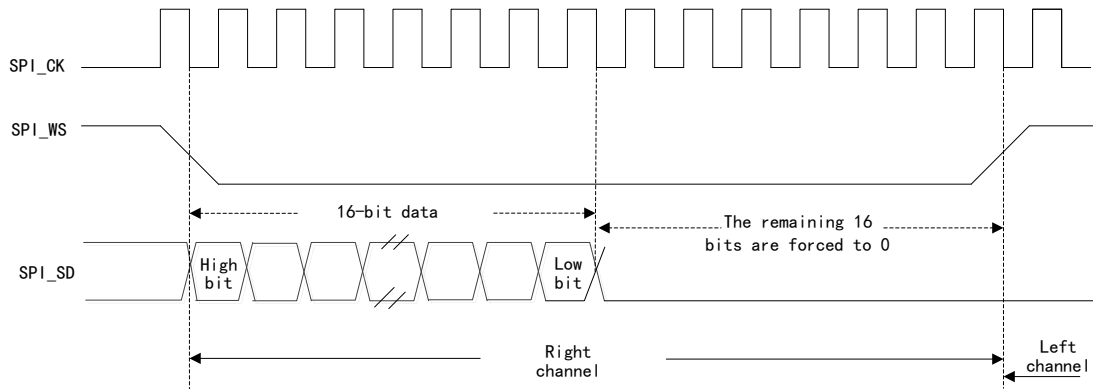 SPI_CK
SPI_WS
16-bit data
The remaining 16
bits are forced to 0
SPI_SD
High
bit
Low
bit
Right
channel
Left
channel